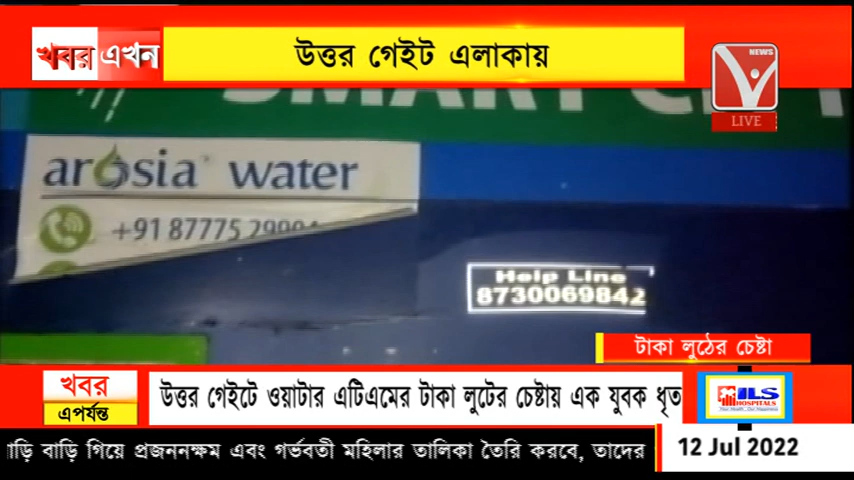 খবর এখন
উত্তর গেইট এলাকায়
NEWS
V
LIVE
SMART
arosia water
+91 87775
Help Line
8730069842
টাকা লুঠের চেষ্টা
খবর
এপর্যন্ত
উত্তর গেইটে ওয়াটার এটিএমের টাকা লুটের চেষ্টায় এক যুবক ধৃত
ILS
HOSPITALS
বাড়ি গিয়ে প্রজননক্ষম এবং গর্ভবতী মহিলার তালিকা তৈরি করবে, তাদের
12 Jul 2022